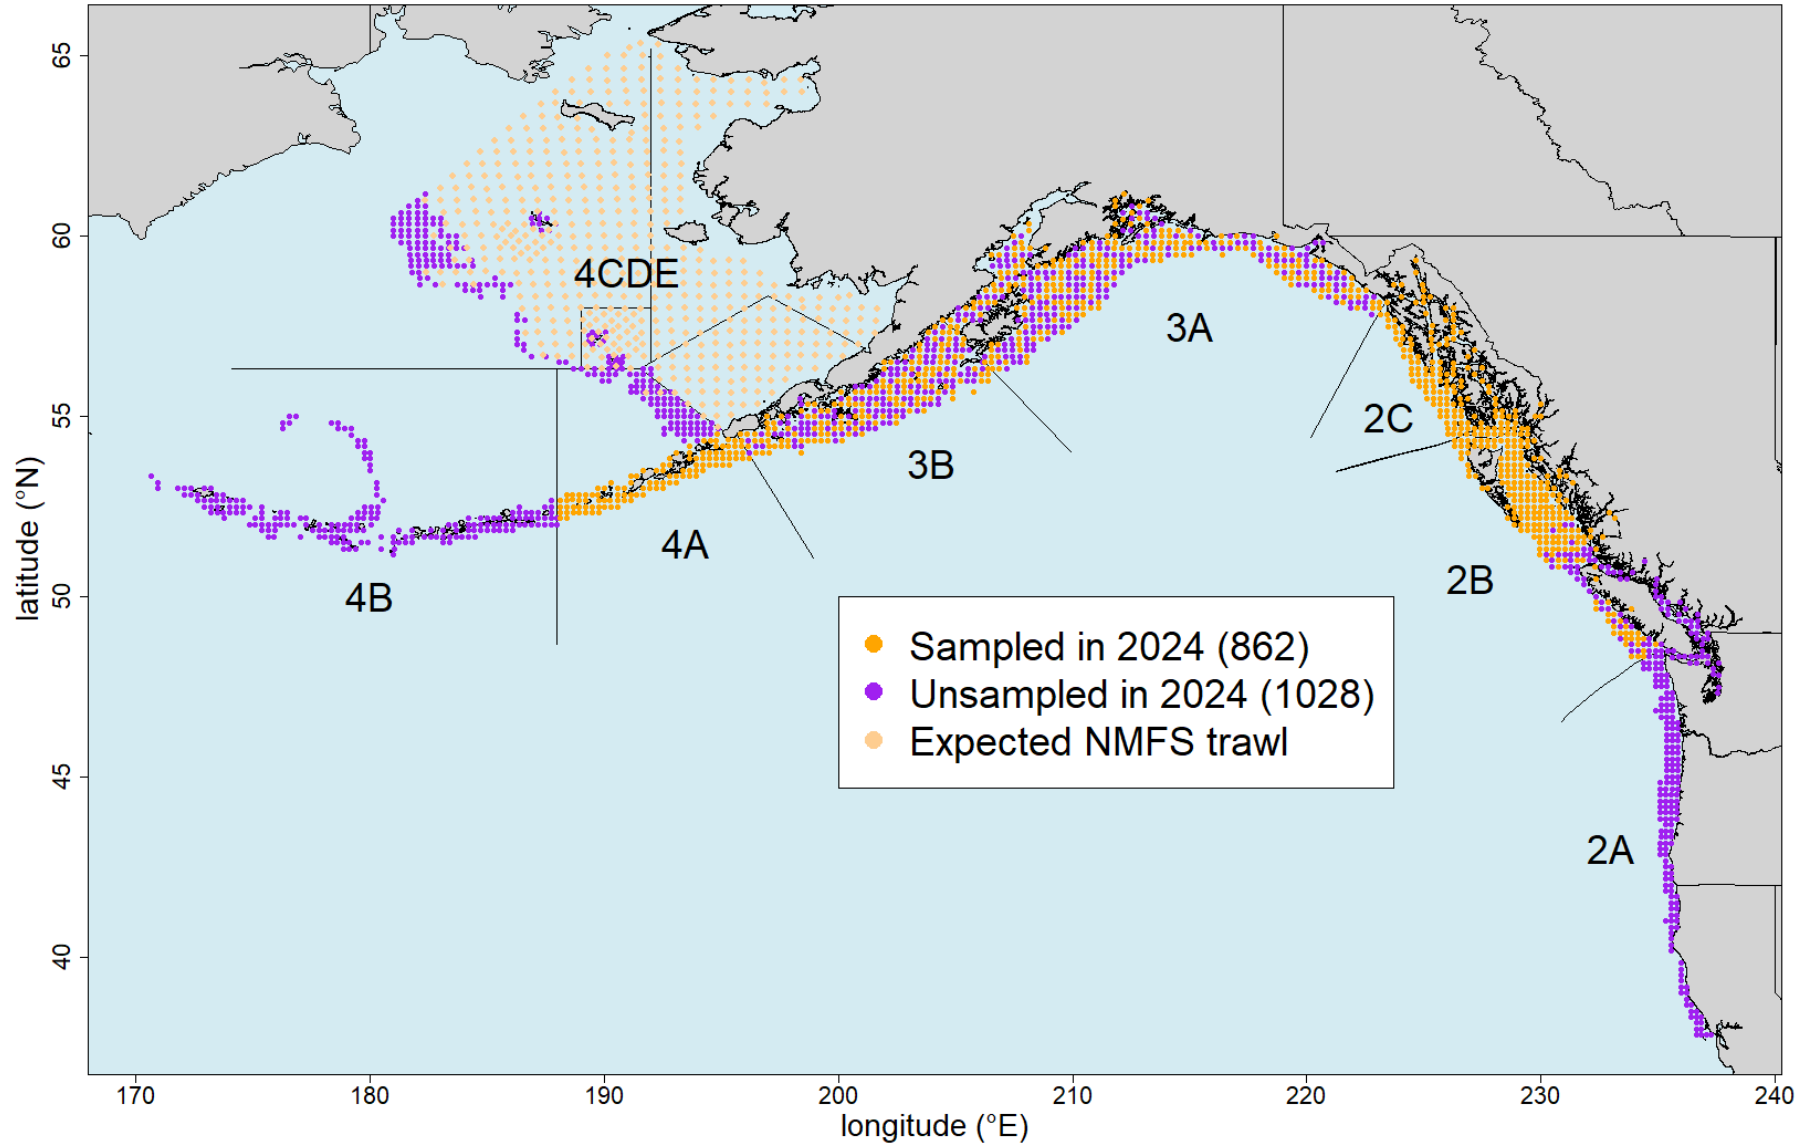 65
60
55
50
45
40
latitude (°N)
4CDE
3A
2C
3B
4A
2B
4B
Sampled in 2024 (862)
Unsampled in 2024 (1028)
Expected NMFS trawl
2A
170
180
190
200
210
220
230
240
longitude (°E)